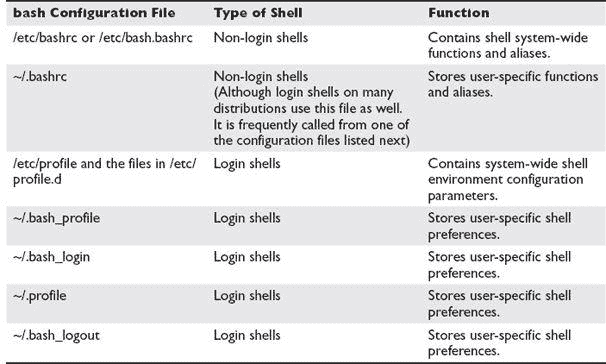 bash Configuration File Type of Shell Function
/etc/bashrc or /etc/bash.bashrc Non-login shells Contains shell system-wide
functions and aliases.
~/.bashrc Non-login shells Stores user-specific functions
(Although login shells on many and aliases.
distributions use this file as well.
It is frequently called from one of
the configuration files listed next)
/etc/profile and the files in /etc/ Login shells Contains system-wide shell
profile.d environment configuration
parameters.
~/.bash_profile Login shells Stores user-specific shell
preferences.
~/.bash_login Login shells Stores user-specific shell
preferences.
~/.profile Login shells Stores user-specific shell
preferences.
~/.bash_logout Login shells Stores user-specific shell
preferences.